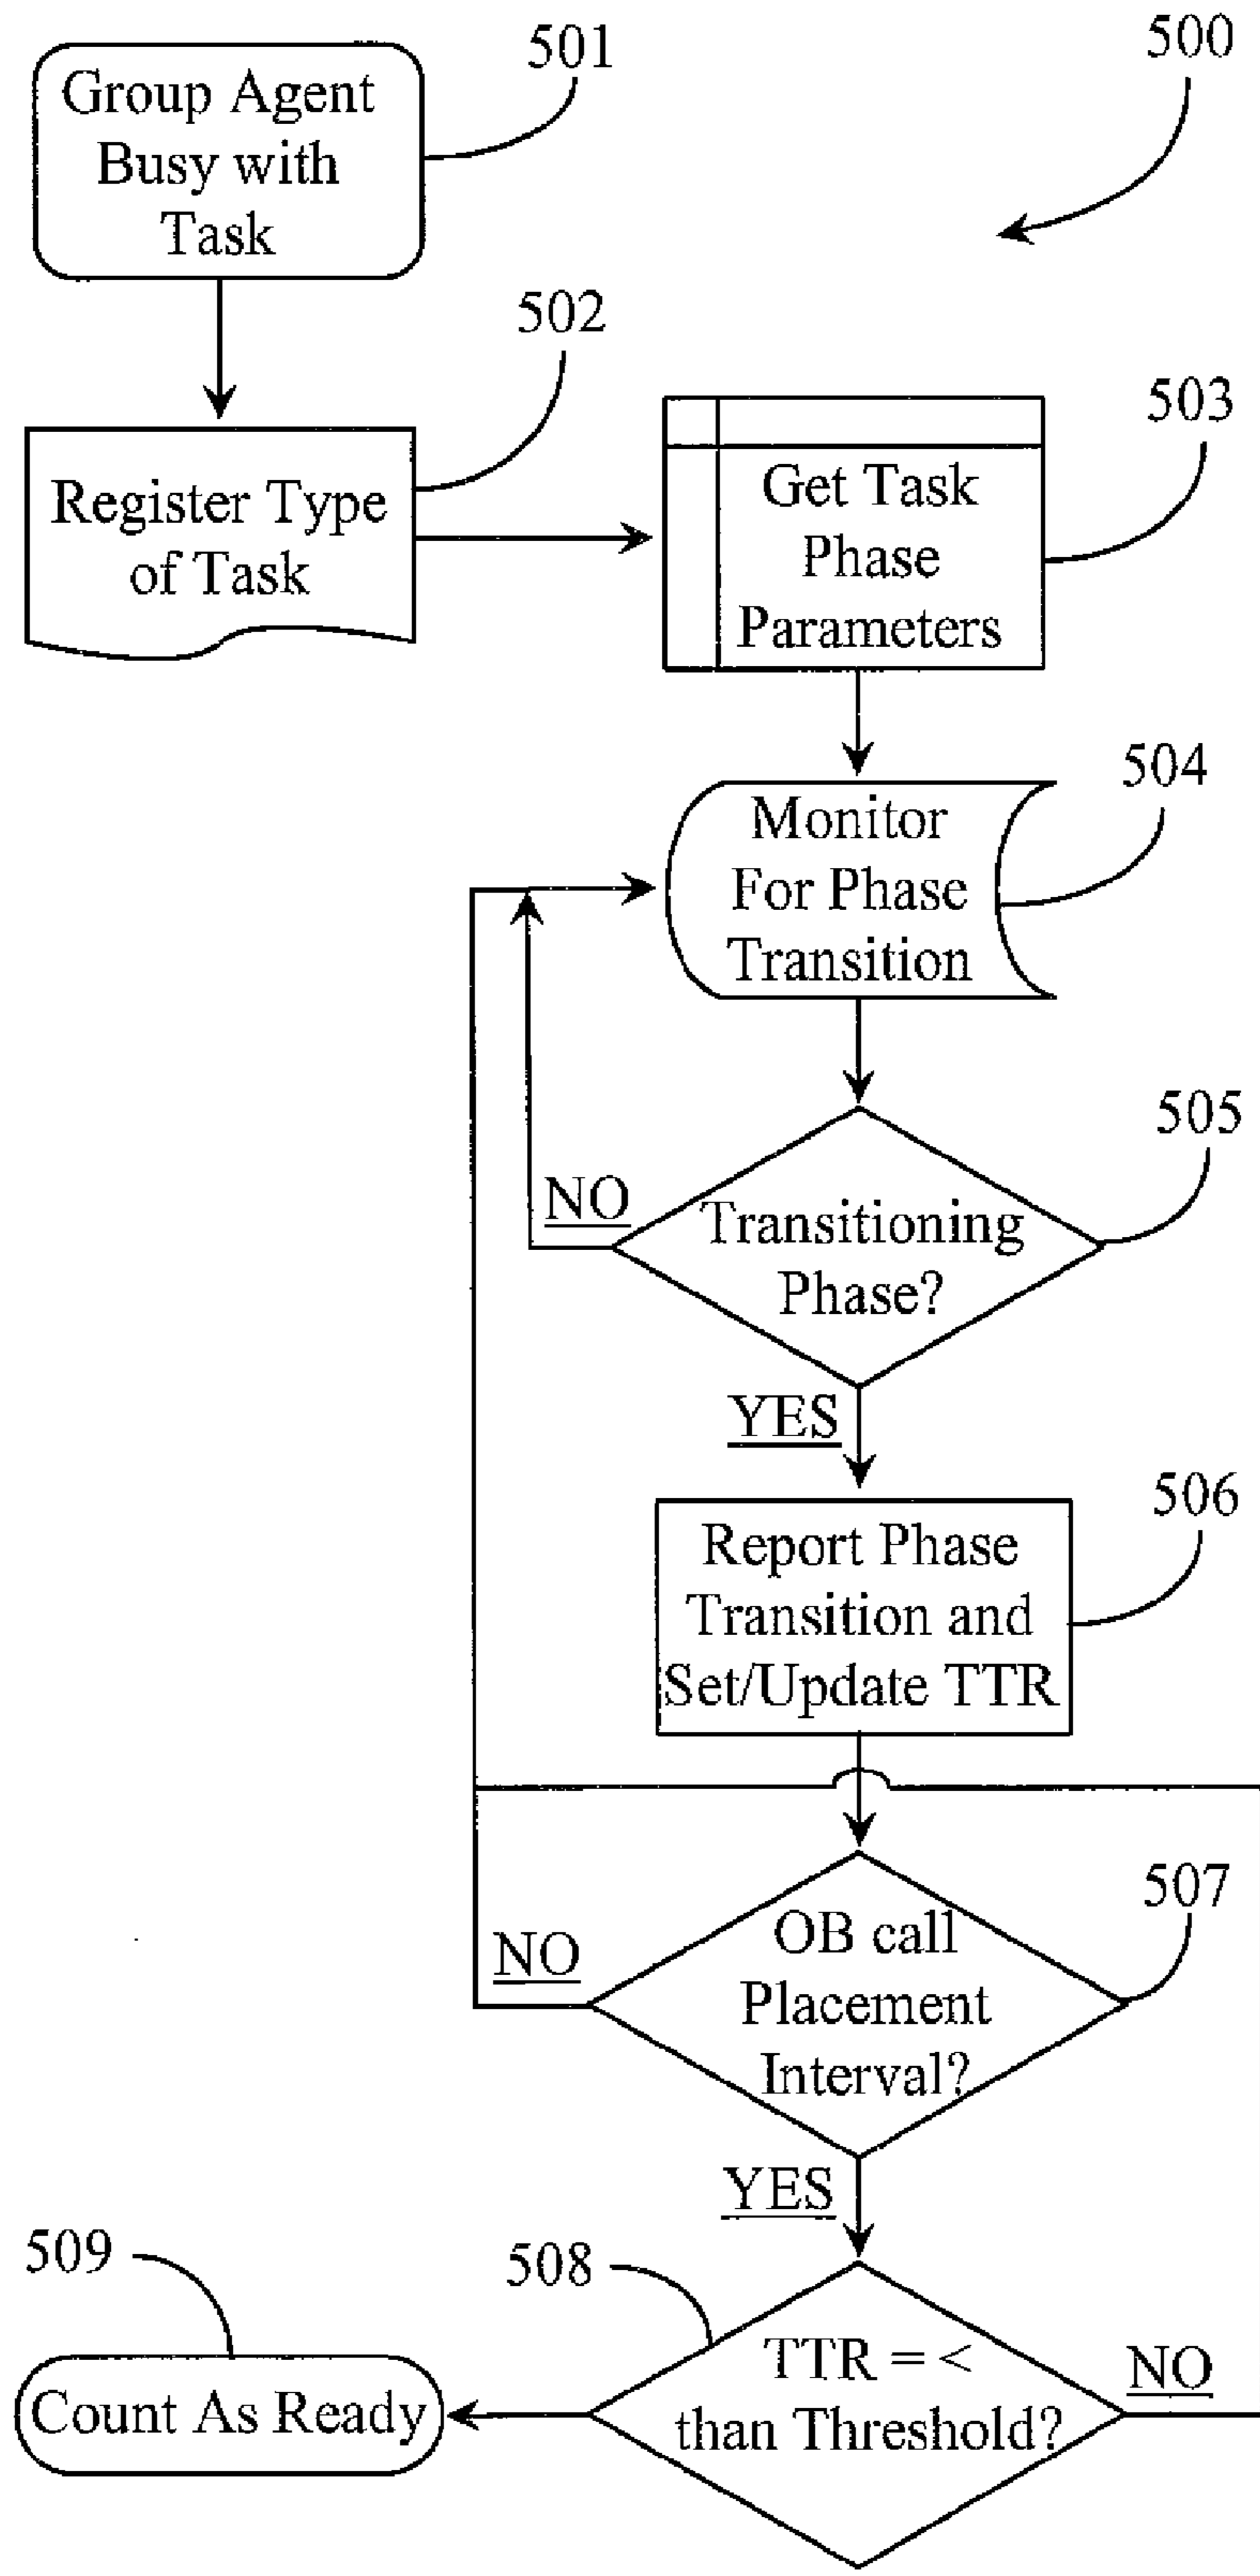 501
500
Group Agent
Busy with
Task
502
503
Register Type
of Task
Get Task
Phase
Parameters
504
Monitor
For Phase
Transition
505
NO
Transitioning
Phase?
YES
506
Report Phase
Transition and
Set/Update TTR
507
NO
OB call
Placement
Interval?
YES
509
508
TTR = <
than Threshold?
NO
Count As Ready